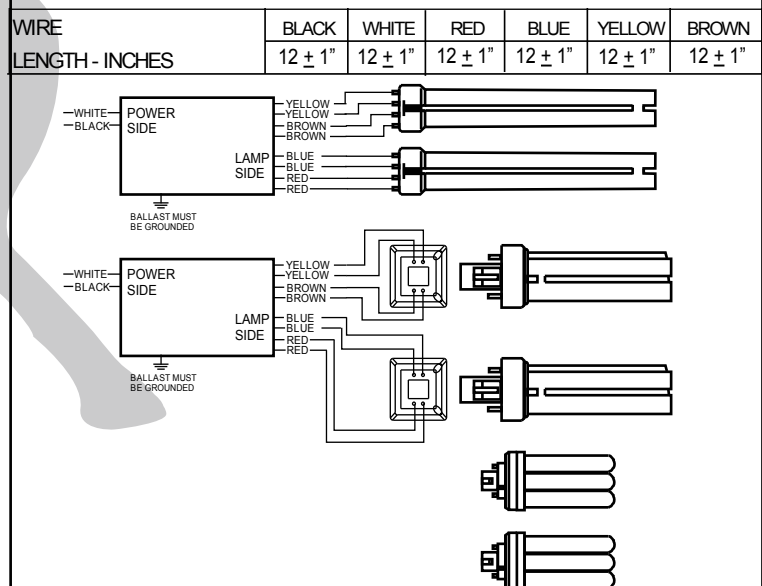 WIRE BLACK WHITE RED BLUE YELLOW BROWN
LENGTH - INCHES 12 ± 1” 12 ± 1” 12 ± 1” 12 ± 1” 12 ± 1” 12 ± 1”
YELLOW
WHITE POWER YELLOW
BLACK SIDE BROWN
BROWN
LAMP BLUE
SIDE BLUE
RED
RED
BALLAST MUST
BE GROUNDED
YELLOW
WHITE POWER YELLOW
BLACK SIDE BROWN
BROWN
LAMP BLUE
SIDE BLUE
RED
RED
BALLAST MUST
BE GROUNDED